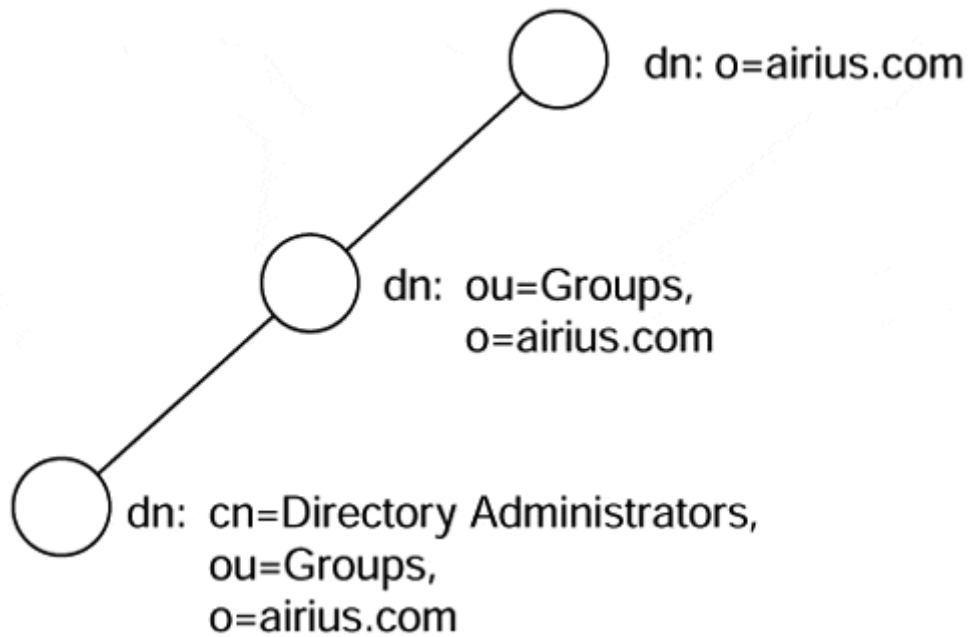 dn: o=airius.com
dn: ou=Groups,
o=airius.com
dn: cn=Directory Administrators,
ou=Groups,
o=airius.com